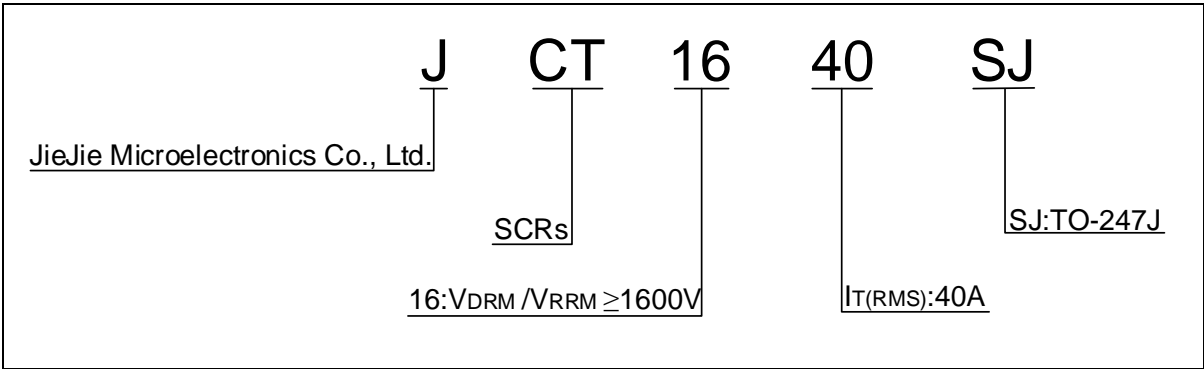 J CT 16 40 SJ
JieJie Microelectronics Co., Ltd.
SCRs
SJ:TO-247J
16:VDRM /VRRM ≥1600V
IT(RMS):40A